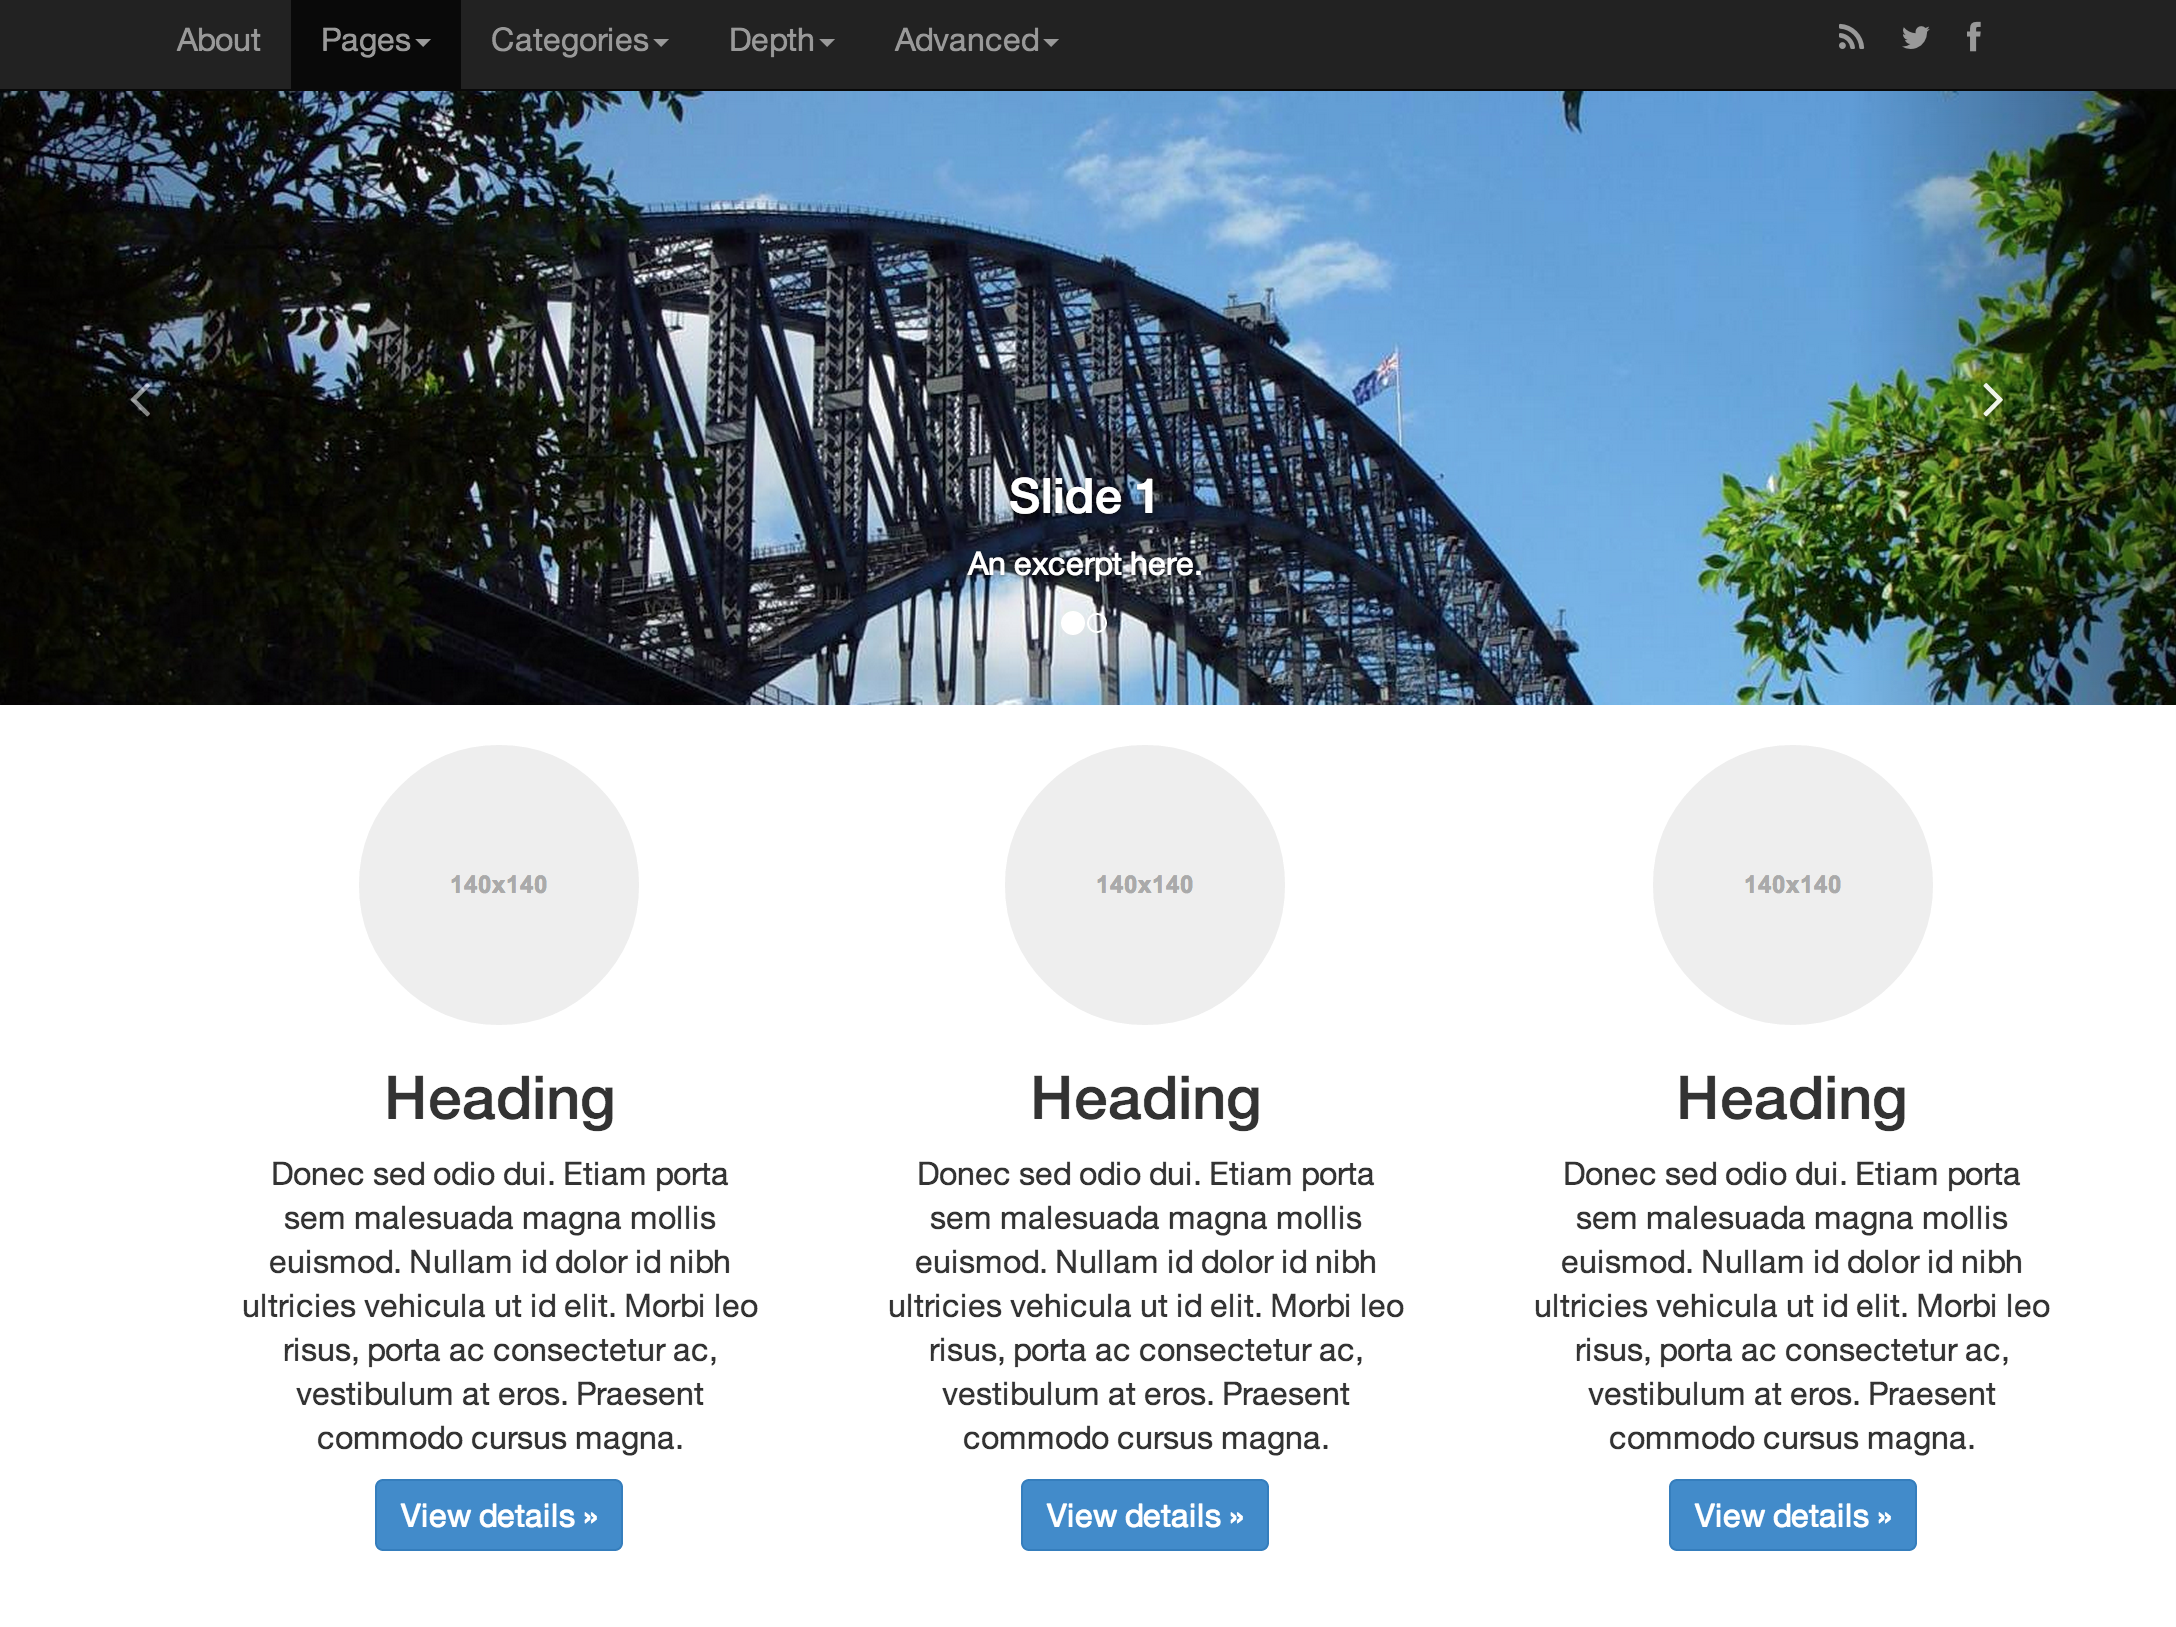 About Pages Categories Depth Advanced
Slide 1
An excerpt here.
140x140
Heading
Donec sed odio dui. Etiam porta
sem malesuada magna mollis
euismod. Nullam id dolor id nibh
ultricies vehicula ut id elit. Morbi leo
risus, porta ac consectetur ac,
vestibulum at eros. Praesent
commodo cursus magna.
View details »
140x140
Heading
Donec sed odio dui. Etiam porta
sem malesuada magna mollis
euismod. Nullam id dolor id nibh
ultricies vehicula ut id elit. Morbi leo
risus, porta ac consectetur ac,
vestibulum at eros. Praesent
commodo cursus magna.
View details »
140x140
Heading
Donec sed odio dui. Etiam porta
sem malesuada magna mollis
euismod. Nullam id dolor id nibh
ultricies vehicula ut id elit. Morbi leo
risus, porta ac consectetur ac,
vestibulum at eros. Praesent
commodo cursus magna.
View details »